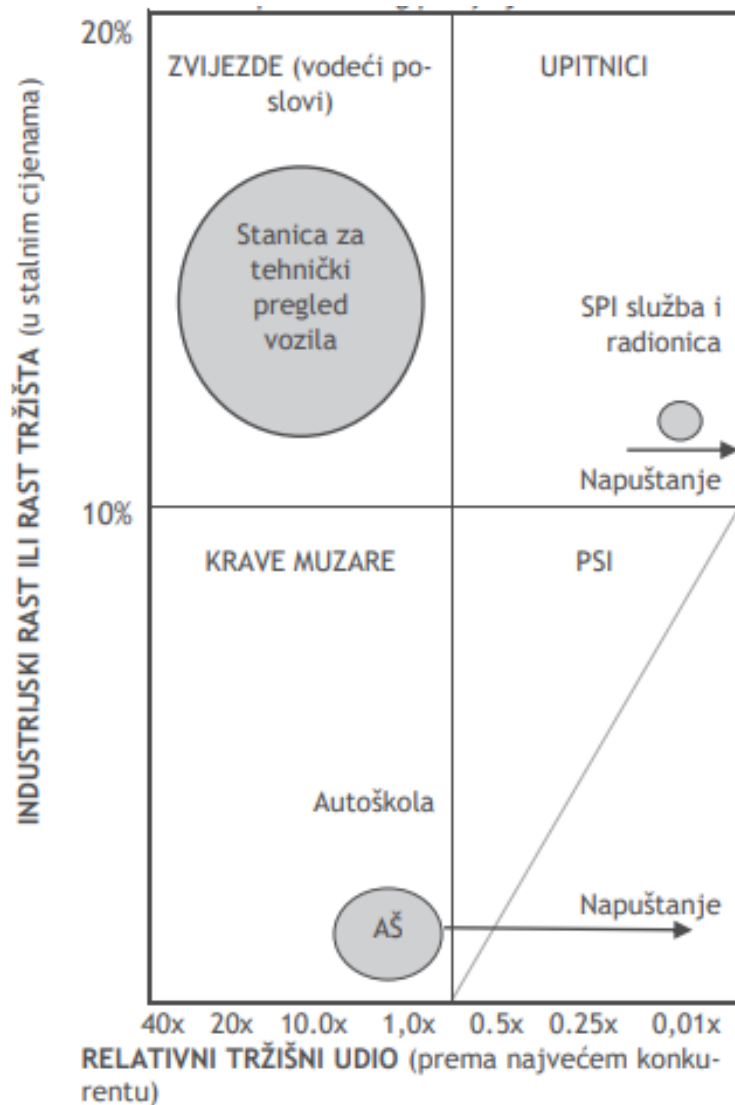 20%
ZVIJEZDE (vodeći po-
slovi)
UPITNICI
Stanica za
tehnički
pregled
vozila
SPI služba i
radionica
Napuštanje
10%
KRAVE MUZARE
PSI
Autoškola
AŠ
Napuštanje
INDUSTRIJSKI RAST ILI RAST TRŽIŠTA (u stalnim cijenama)
40x 20x 10.0x 1,0x 0.5x 0.25x 0,01x
RELATIVNI TRŽIŠNI UDIO (prema najvećem konku-
rentu)